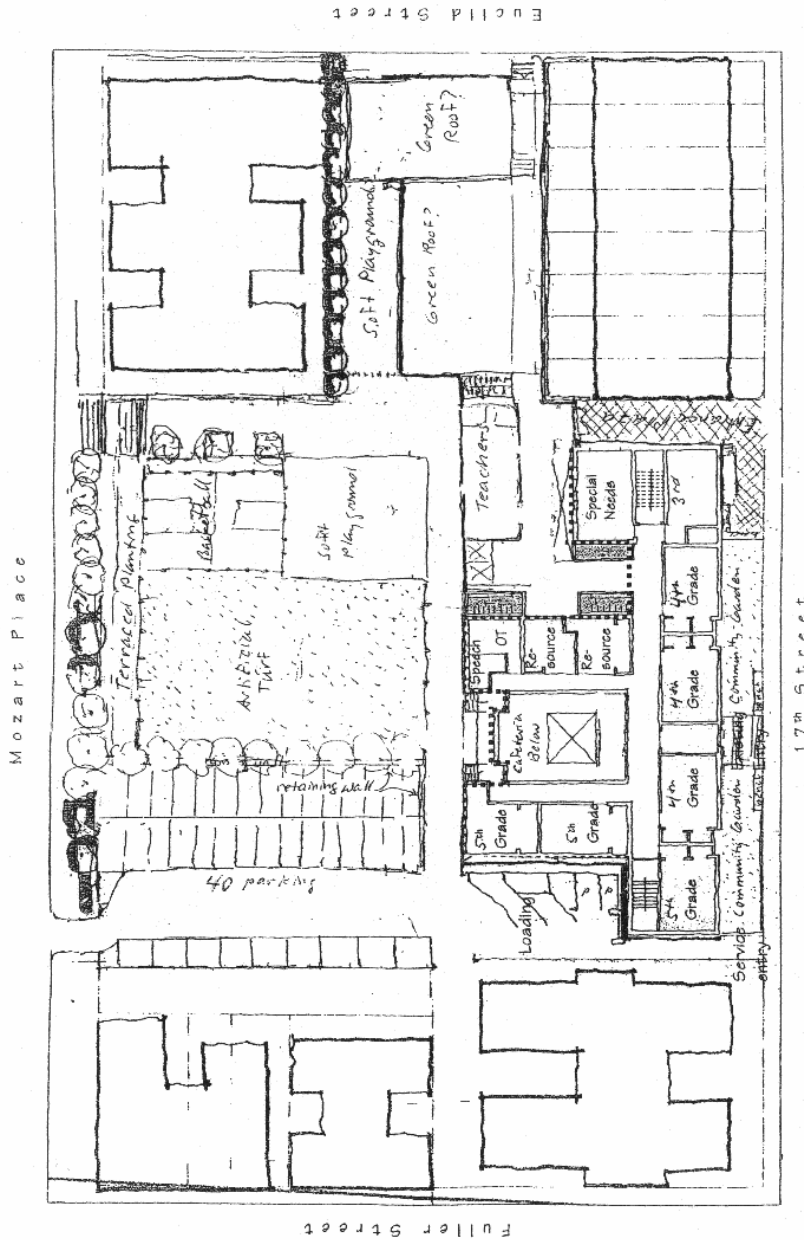 Euclid Street
Green
Roof?
Soft Playground
Green Roof?
Mozart Place
Terraced Planting
Basketball
Soft
playground
Artificial
Turf
retaining wall
40 parking
Teachers
Entrance Plaza
Special
Needs
3rd
4th
Grade
Speech
OT
Re-
source
Re-
source
4th
Grade
Cafeteria
Below
4th
Grade
5th
Grade
5th
Grade
5th
Grade
Loading
Service
entry
Community Garden
Community Garden
17th Street
Fuller Street